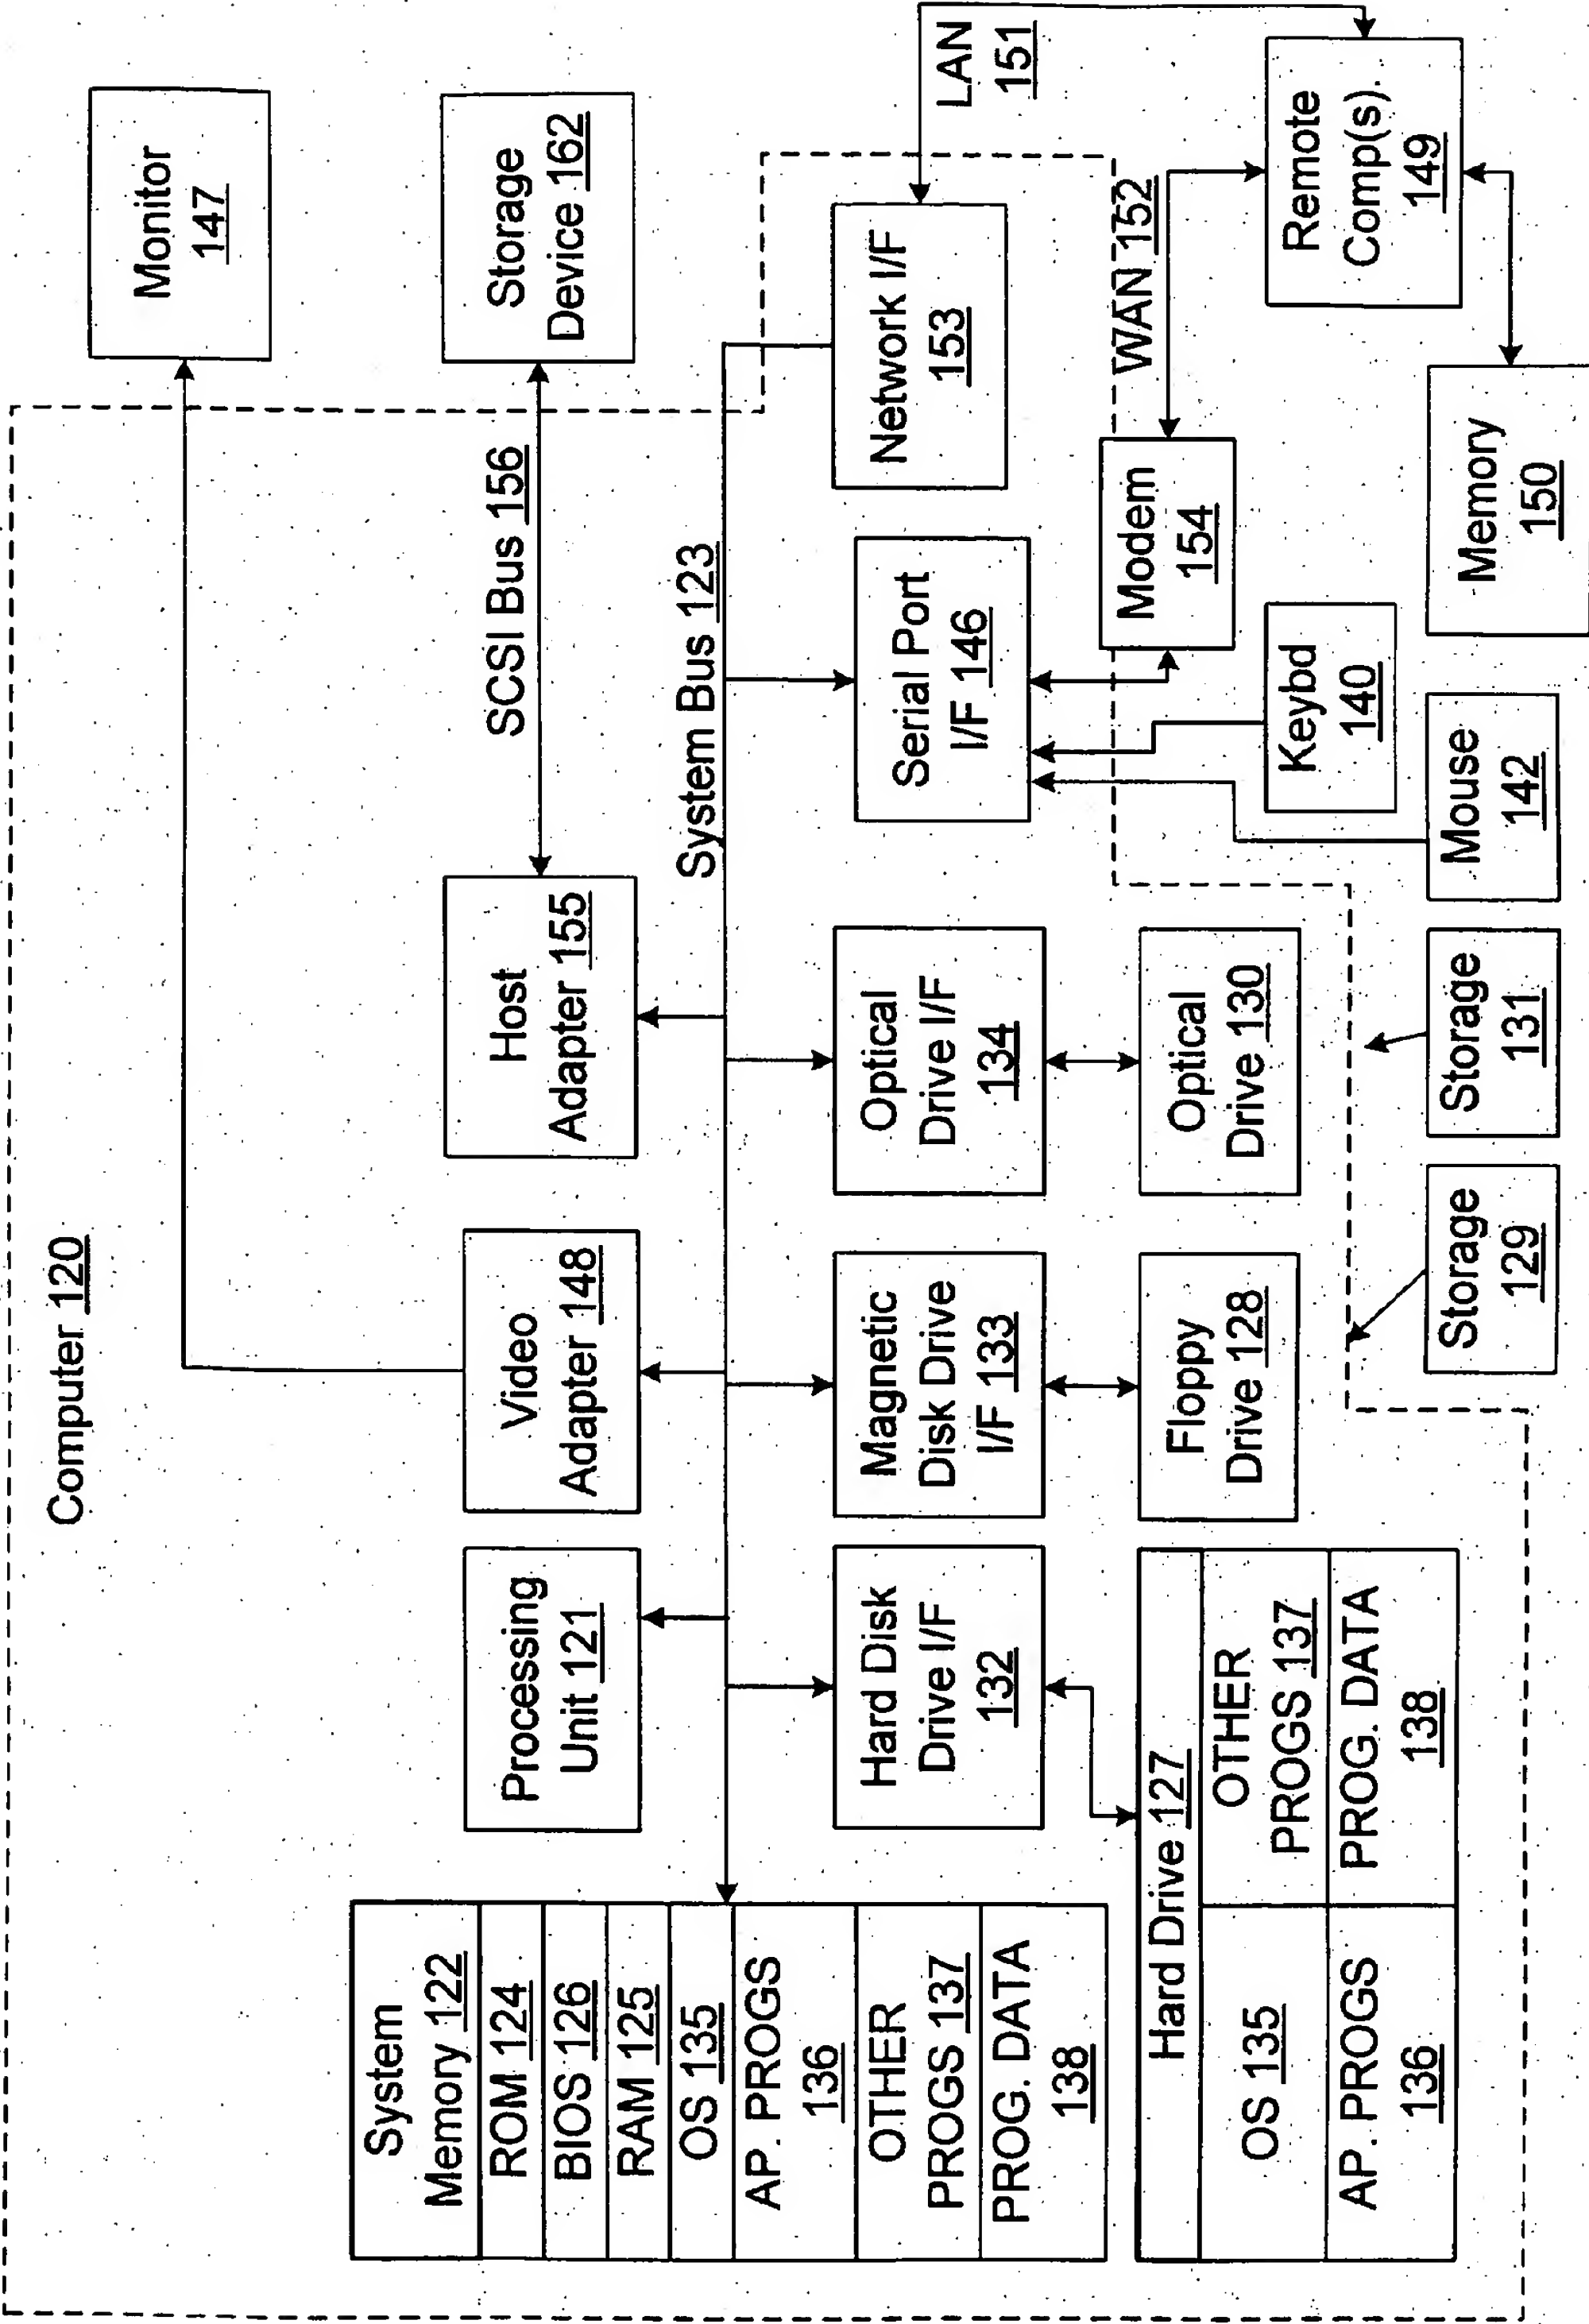 Computer 120
Monitor
147
System
Memory 122
ROM 124
BIOS 126
RAM 125
OS 135
AP. PROGS
136
OTHER
PROGS 137
PROG. DATA
138
Processing
Unit 121
Video
Adapter 148
Host
Adapter 155
SCSI Bus 156
Storage
Device 162
System Bus 123
Hard Disk
Drive I/F
132
Magnetic
Disk Drive
I/F 133
Optical
Drive I/F
134
Serial Port
I/F 146
Network I/F
153
LAN
151
Hard Drive 127
OS 135
OTHER
PROGS 137
AP. PROGS
136
PROG. DATA
138
Floppy
Drive 128
Optical
Drive 130
Modem
154
WAN 152
Keybd
140
Remote
Comp(s).
149
Storage
129
Storage
131
Mouse
142
Memory
150